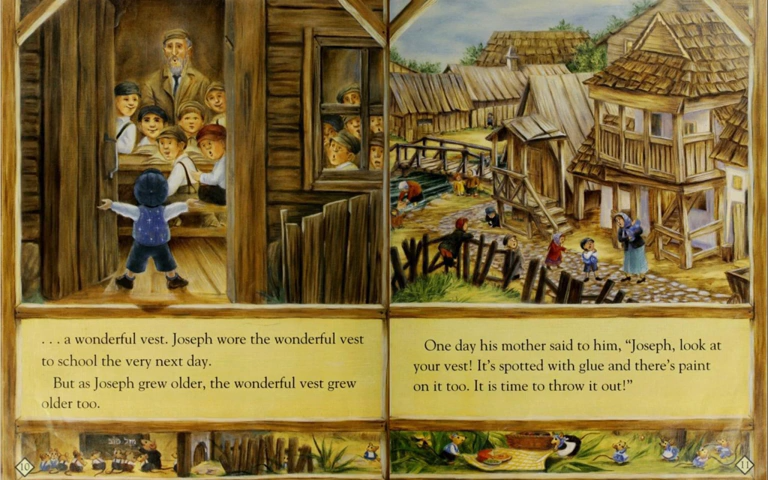 . . . a wonderful vest. Joseph wore the wonderful vest
to school the very next day.
But as Joseph grew older, the wonderful vest grew
older too.
10
One day his mother said to him, “Joseph, look at
your vest! It’s spotted with glue and there’s paint
on it too. It is time to throw it out!”
11